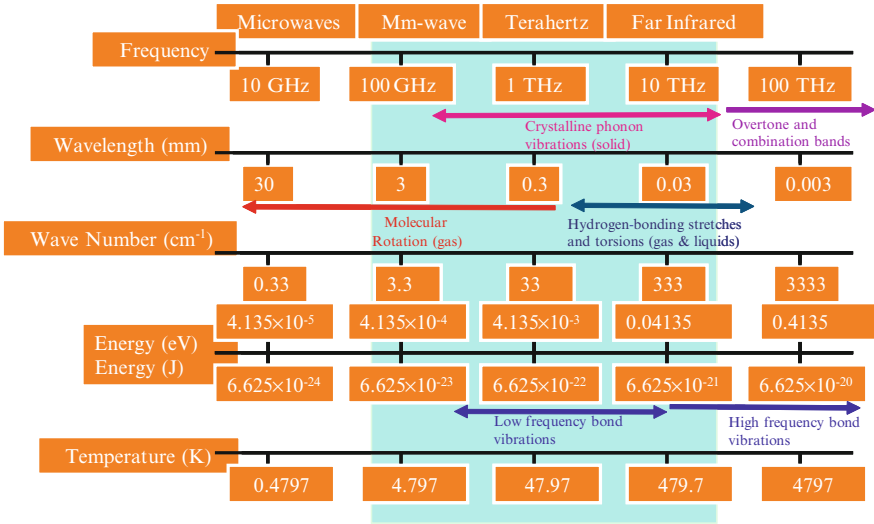 Microwaves Mm-wave Terahertz Far Infrared
Frequency
10 GHz 100 GHz 1 THz 10 THz 100 THz
Crystalline phonon
vibrations (solid)
Overtone and
combination bands
Wavelength (mm)
30 3 0.3 0.03 0.003
Molecular
Rotation (gas)
Hydrogen-bonding stretches
and torsions (gas & liquids)
Wave Number (cm⁻¹)
0.33 3.3 33 333 3333
4.135×10⁻⁵ 4.135×10⁻⁴ 4.135×10⁻³ 0.04135 0.4135
Energy (eV)
Energy (J)
6.625×10⁻²⁴ 6.625×10⁻²³ 6.625×10⁻²² 6.625×10⁻²¹ 6.625×10⁻²⁰
Low frequency bond
vibrations
High frequency bond
vibrations
Temperature (K)
0.4797 4.797 47.97 479.7 4797